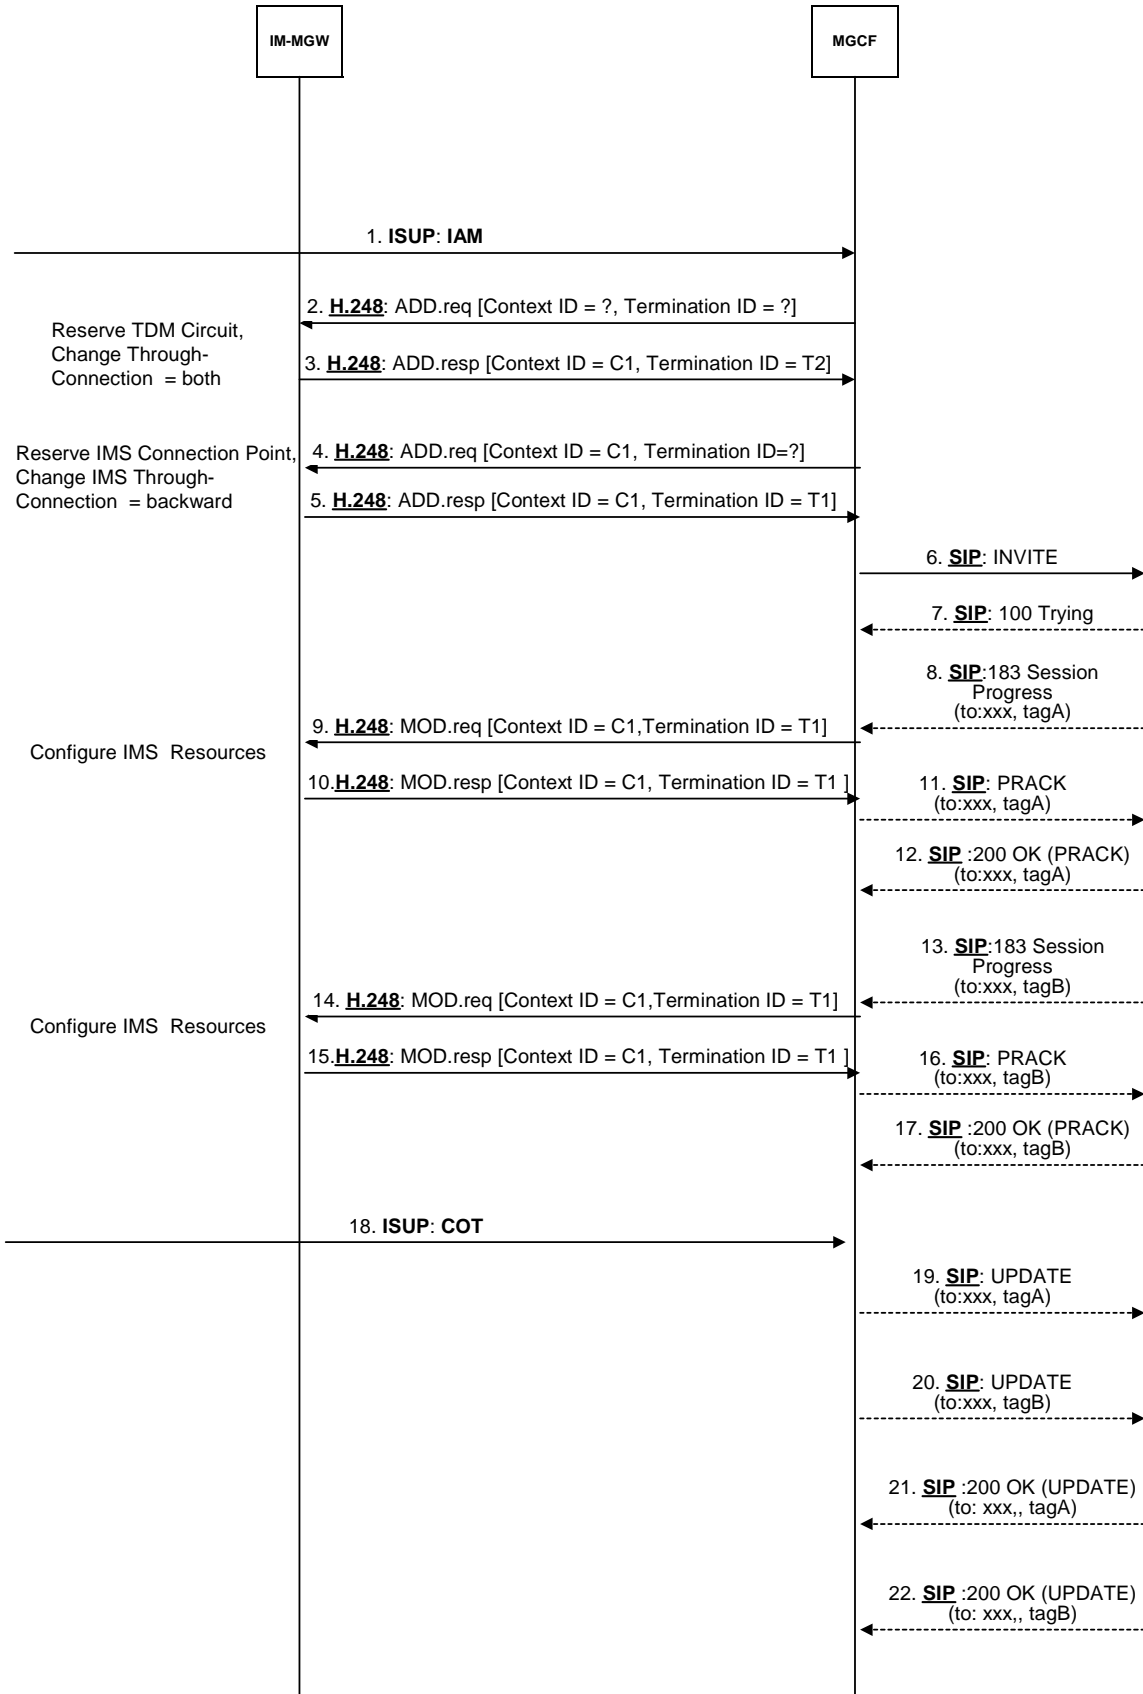 IM-MGW
MGCF
1. ISUP: IAM
2. H.248: ADD.req [Context ID = ?, Termination ID = ?]
Reserve TDM Circuit,
Change Through-
Connection = both
3. H.248: ADD.resp [Context ID = C1, Termination ID = T2]
Reserve IMS Connection Point,
Change IMS Through-
Connection = backward
4. H.248: ADD.req [Context ID = C1, Termination ID=?]
5. H.248: ADD.resp [Context ID = C1, Termination ID = T1]
6. SIP: INVITE
7. SIP: 100 Trying
8. SIP:183 Session
Progress
(to:xxx, tagA)
9. H.248: MOD.req [Context ID = C1,Termination ID = T1]
Configure IMS Resources
10.H.248: MOD.resp [Context ID = C1, Termination ID = T1 ]
11. SIP: PRACK
(to:xxx, tagA)
12. SIP :200 OK (PRACK)
(to:xxx, tagA)
13. SIP:183 Session
Progress
(to:xxx, tagB)
14. H.248: MOD.req [Context ID = C1,Termination ID = T1]
Configure IMS Resources
15.H.248: MOD.resp [Context ID = C1, Termination ID = T1 ]
16. SIP: PRACK
(to:xxx, tagB)
17. SIP :200 OK (PRACK)
(to:xxx, tagB)
18. ISUP: COT
19. SIP: UPDATE
(to:xxx, tagA)
20. SIP: UPDATE
(to:xxx, tagB)
21. SIP :200 OK (UPDATE)
(to: xxx,, tagA)
22. SIP :200 OK (UPDATE)
(to: xxx,, tagB)